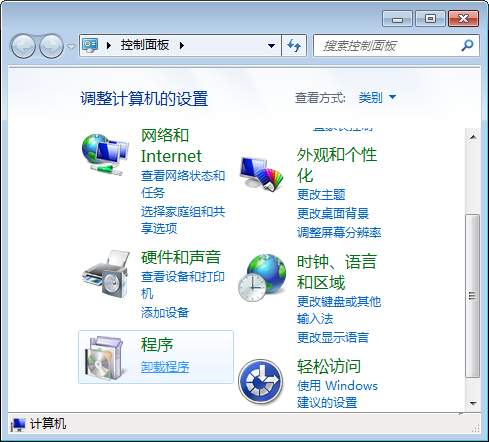 控制面板
搜索控制面板
调整计算机的设置
查看方式:
类别
网络和
Internet
查看网络状态和
任务
选择家庭组和共
享选项
硬件和声音
查看设备和打印
机
添加设备
程序
卸载程序
外观和个性
化
更改主题
更改桌面背景
调整屏幕分辨率
时钟、语言
和区域
更改键盘或其他
输入法
更改显示语言
轻松访问
使用 Windows
建议的设置
计算机